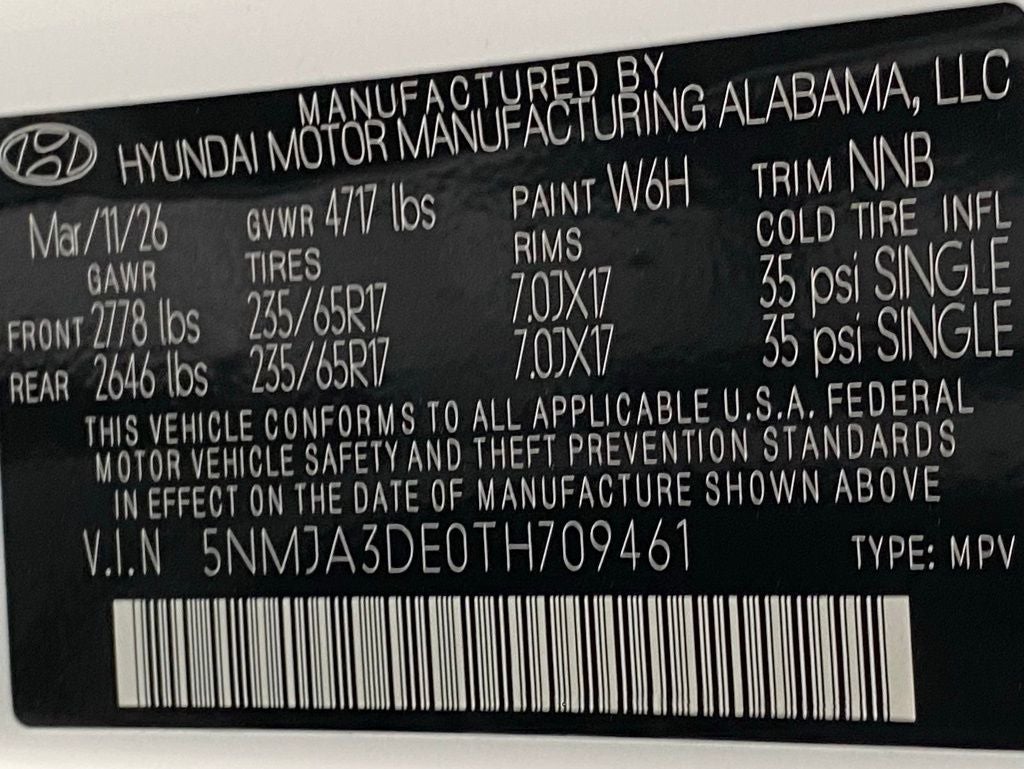 MANUFACTURED BY
HYUNDAI MOTOR MANUFACTURING ALABAMA, LLC
Mar/11/26 GVWR 4717 lbs PAINT W6H TRIM NNB
GAWR TIRES RIMS COLD TIRE INFL
FRONT 2778 lbs 235/65R17 7.0JX17 35 psi SINGLE
REAR 2646 lbs 235/65R17 7.0JX17 35 psi SINGLE
THIS VEHICLE CONFORMS TO ALL APPLICABLE U.S.A. FEDERAL
MOTOR VEHICLE SAFETY AND THEFT PREVENTION STANDARDS
IN EFFECT ON THE DATE OF MANUFACTURE SHOWN ABOVE
V.I.N 5NMJA3DE0TH709461 TYPE: MPV